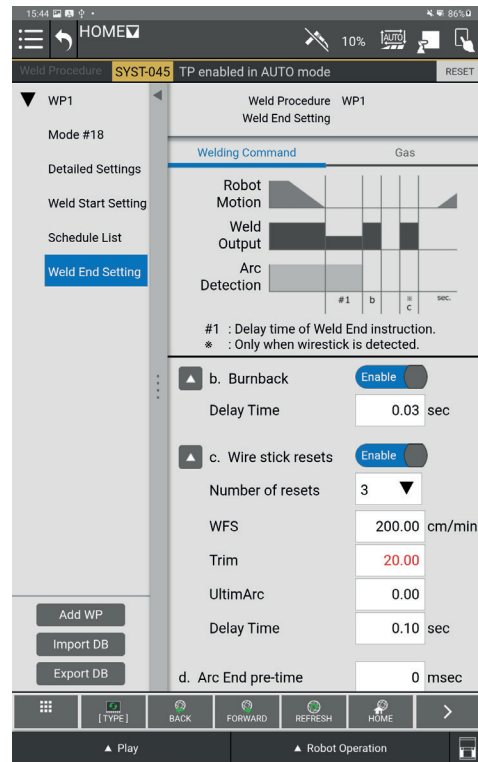 15:44 86%
HOME
10% AUTO
Weld Procedure SYST-045 TP enabled in AUTO mode RESET
WP1
Mode #18
Detailed Settings
Weld Start Setting
Schedule List
Weld End Setting
Add WP
Import DB
Export DB
Weld Procedure WP1
Weld End Setting
Welding Command Gas
Robot
Motion
Weld
Output
Arc
Detection
#1 b ※ sec.
c
#1 : Delay time of Weld End instruction.
※ : Only when wirestick is detected.
b. Burnback Enable
Delay Time 0.03 sec
c. Wire stick resets Enable
Number of resets 3
WFS 200.00 cm/min
Trim 20.00
UltimArc 0.00
Delay Time 0.10 sec
d. Arc End pre-time 0 msec
[ TYPE ] BACK FORWARD REFRESH HOME
Play Robot Operation